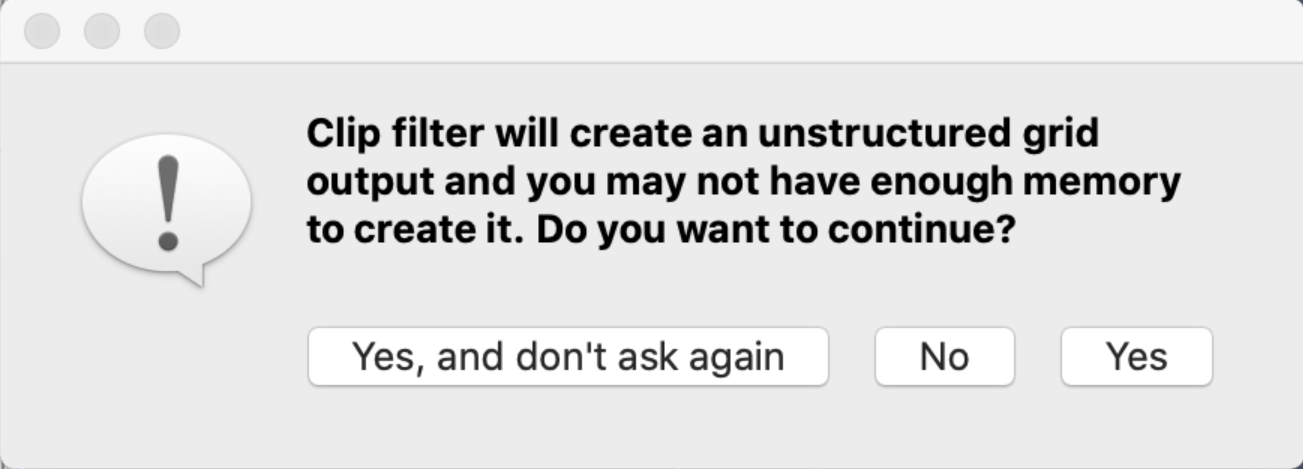 Clip filter will create an unstructured grid
output and you may not have enough memory
to create it. Do you want to continue?
Yes, and don't ask again
No
Yes